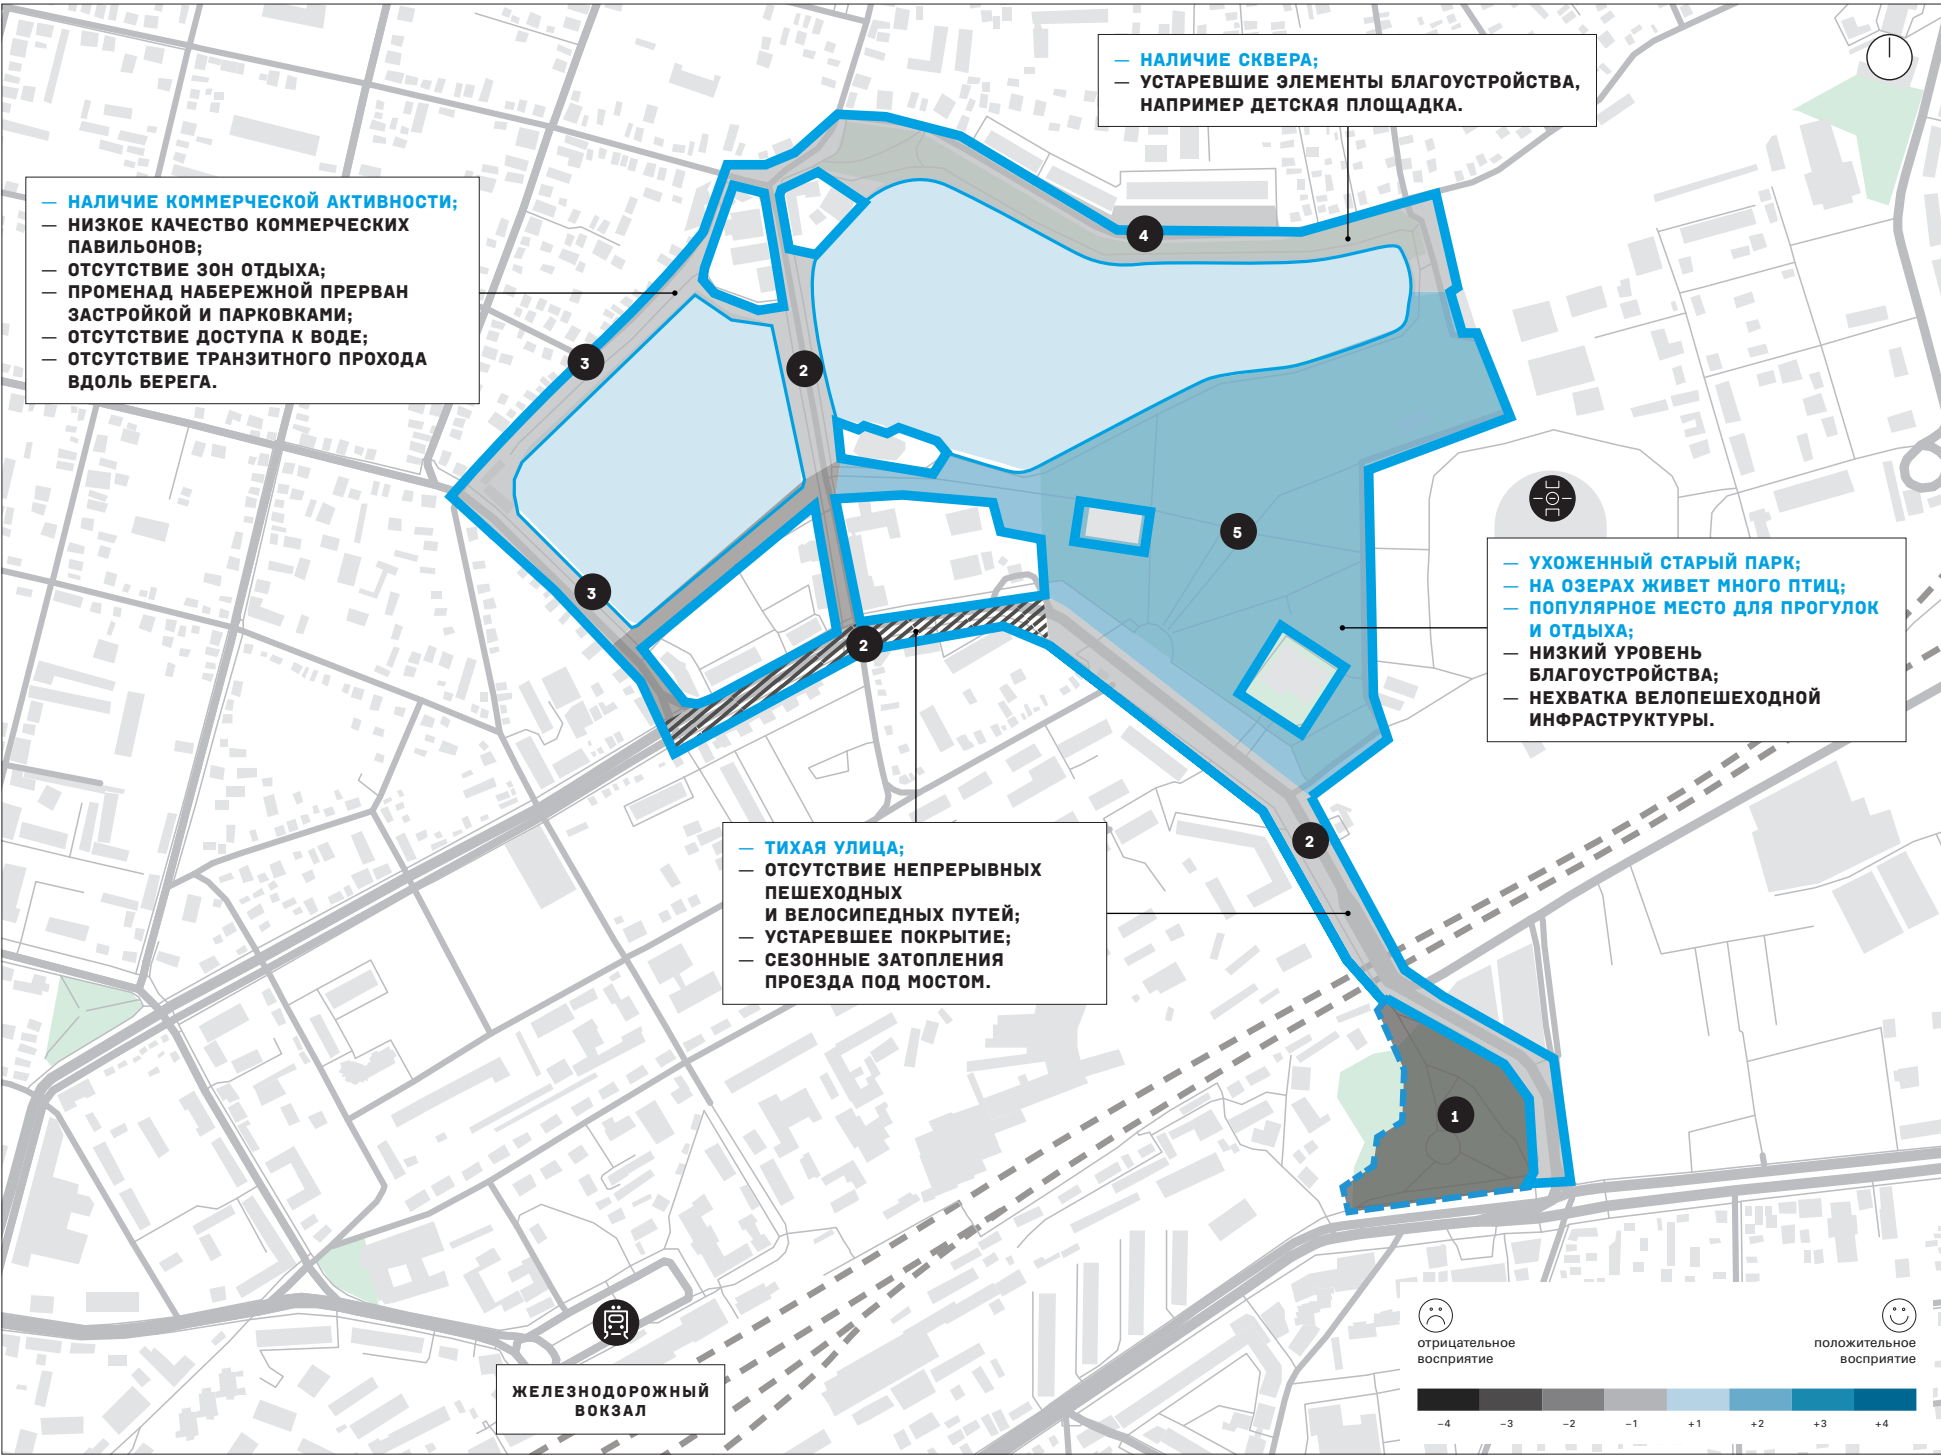 — НАЛИЧИЕ СКВЕРА;
— УСТАРЕВШИЕ ЭЛЕМЕНТЫ БЛАГОУСТРОЙСТВА,
НАПРИМЕР ДЕТСКАЯ ПЛОЩАДКА.
— НАЛИЧИЕ КОММЕРЧЕСКОЙ АКТИВНОСТИ;
— НИЗКОЕ КАЧЕСТВО КОММЕРЧЕСКИХ
ПАВИЛЬОНОВ;
— ОТСУТСТВИЕ ЗОН ОТДЫХА;
— ПРОМЕНАД НАБЕРЕЖНОЙ ПРЕРВАН
ЗАСТРОЙКОЙ И ПАРКОВКАМИ;
— ОТСУТСТВИЕ ДОСТУПА К ВОДЕ;
— ОТСУТСТВИЕ ТРАНЗИТНОГО ПРОХОДА
ВДОЛЬ БЕРЕГА.
4
3
2
5
3
2
— УХОЖЕННЫЙ СТАРЫЙ ПАРК;
— НА ОЗЕРАХ ЖИВЕТ МНОГО ПТИЦ;
— ПОПУЛЯРНОЕ МЕСТО ДЛЯ ПРОГУЛОК
И ОТДЫХА;
— НИЗКИЙ УРОВЕНЬ
БЛАГОУСТРОЙСТВА;
— НЕХВАТКА ВЕЛОПЕШЕХОДНОЙ
ИНФРАСТРУКТУРЫ.
— ТИХАЯ УЛИЦА;
— ОТСУТСТВИЕ НЕПРЕРЫВНЫХ
ПЕШЕХОДНЫХ
И ВЕЛОСИПЕДНЫХ ПУТЕЙ;
— УСТАРЕВШЕЕ ПОКРЫТИЕ;
— СЕЗОННЫЕ ЗАТОПЛЕНИЯ
ПРОЕЗДА ПОД МОСТОМ.
2
1
ЖЕЛЕЗНОДОРОЖНЫЙ
ВОКЗАЛ
отрицательное
восприятие
положительное
восприятие
−4 −3 −2 −1 +1 +2 +3 +4